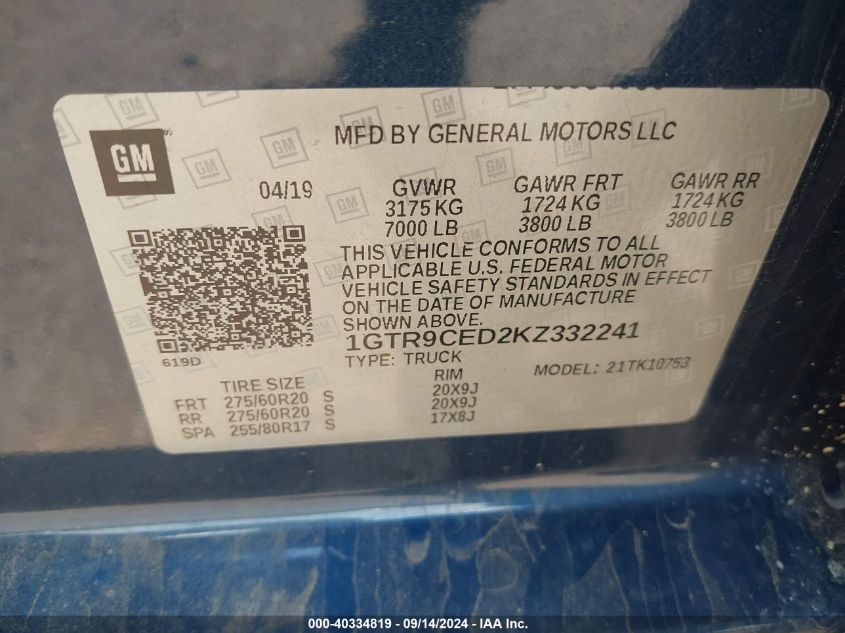 GM
MFD BY GENERAL MOTORS LLC
04/19 GVWR GAWR FRT GAWR RR
3175 KG 1724 KG 1724 KG
7000 LB 3800 LB 3800 LB
THIS VEHICLE CONFORMS TO ALL
APPLICABLE U.S. FEDERAL MOTOR
VEHICLE SAFETY STANDARDS IN EFFECT
ON THE DATE OF MANUFACTURE
SHOWN ABOVE.
1GTR9CED2KZ332241
619D
TYPE: TRUCK MODEL: 21TK10753
TIRE SIZE RIM
FRT 275/60R20 S 20X9J
RR 275/60R20 S 20X9J
SPA 255/80R17 S 17X8J
000-40334819 - 09/14/2024 - IAA Inc.